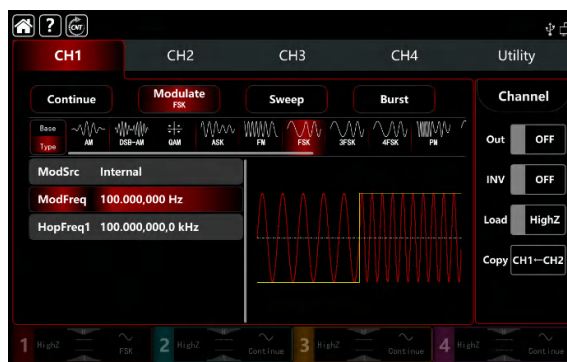 ? CNT
CH1 CH2 CH3 CH4 Utility
Continue Modulate Sweep Burst Channel
FSK
Base
Type AM DSB-AM QAM ASK FM FSK 3FSK 4FSK PM
Out OFF
ModSrc Internal
INV OFF
ModFreq 100.000,000 Hz
Load HighZ
HopFreq1 100.000,000,0 kHz
Copy CH1←CH2
1 HighZ FSK 2 HighZ Continue 3 HighZ Continue 4 HighZ